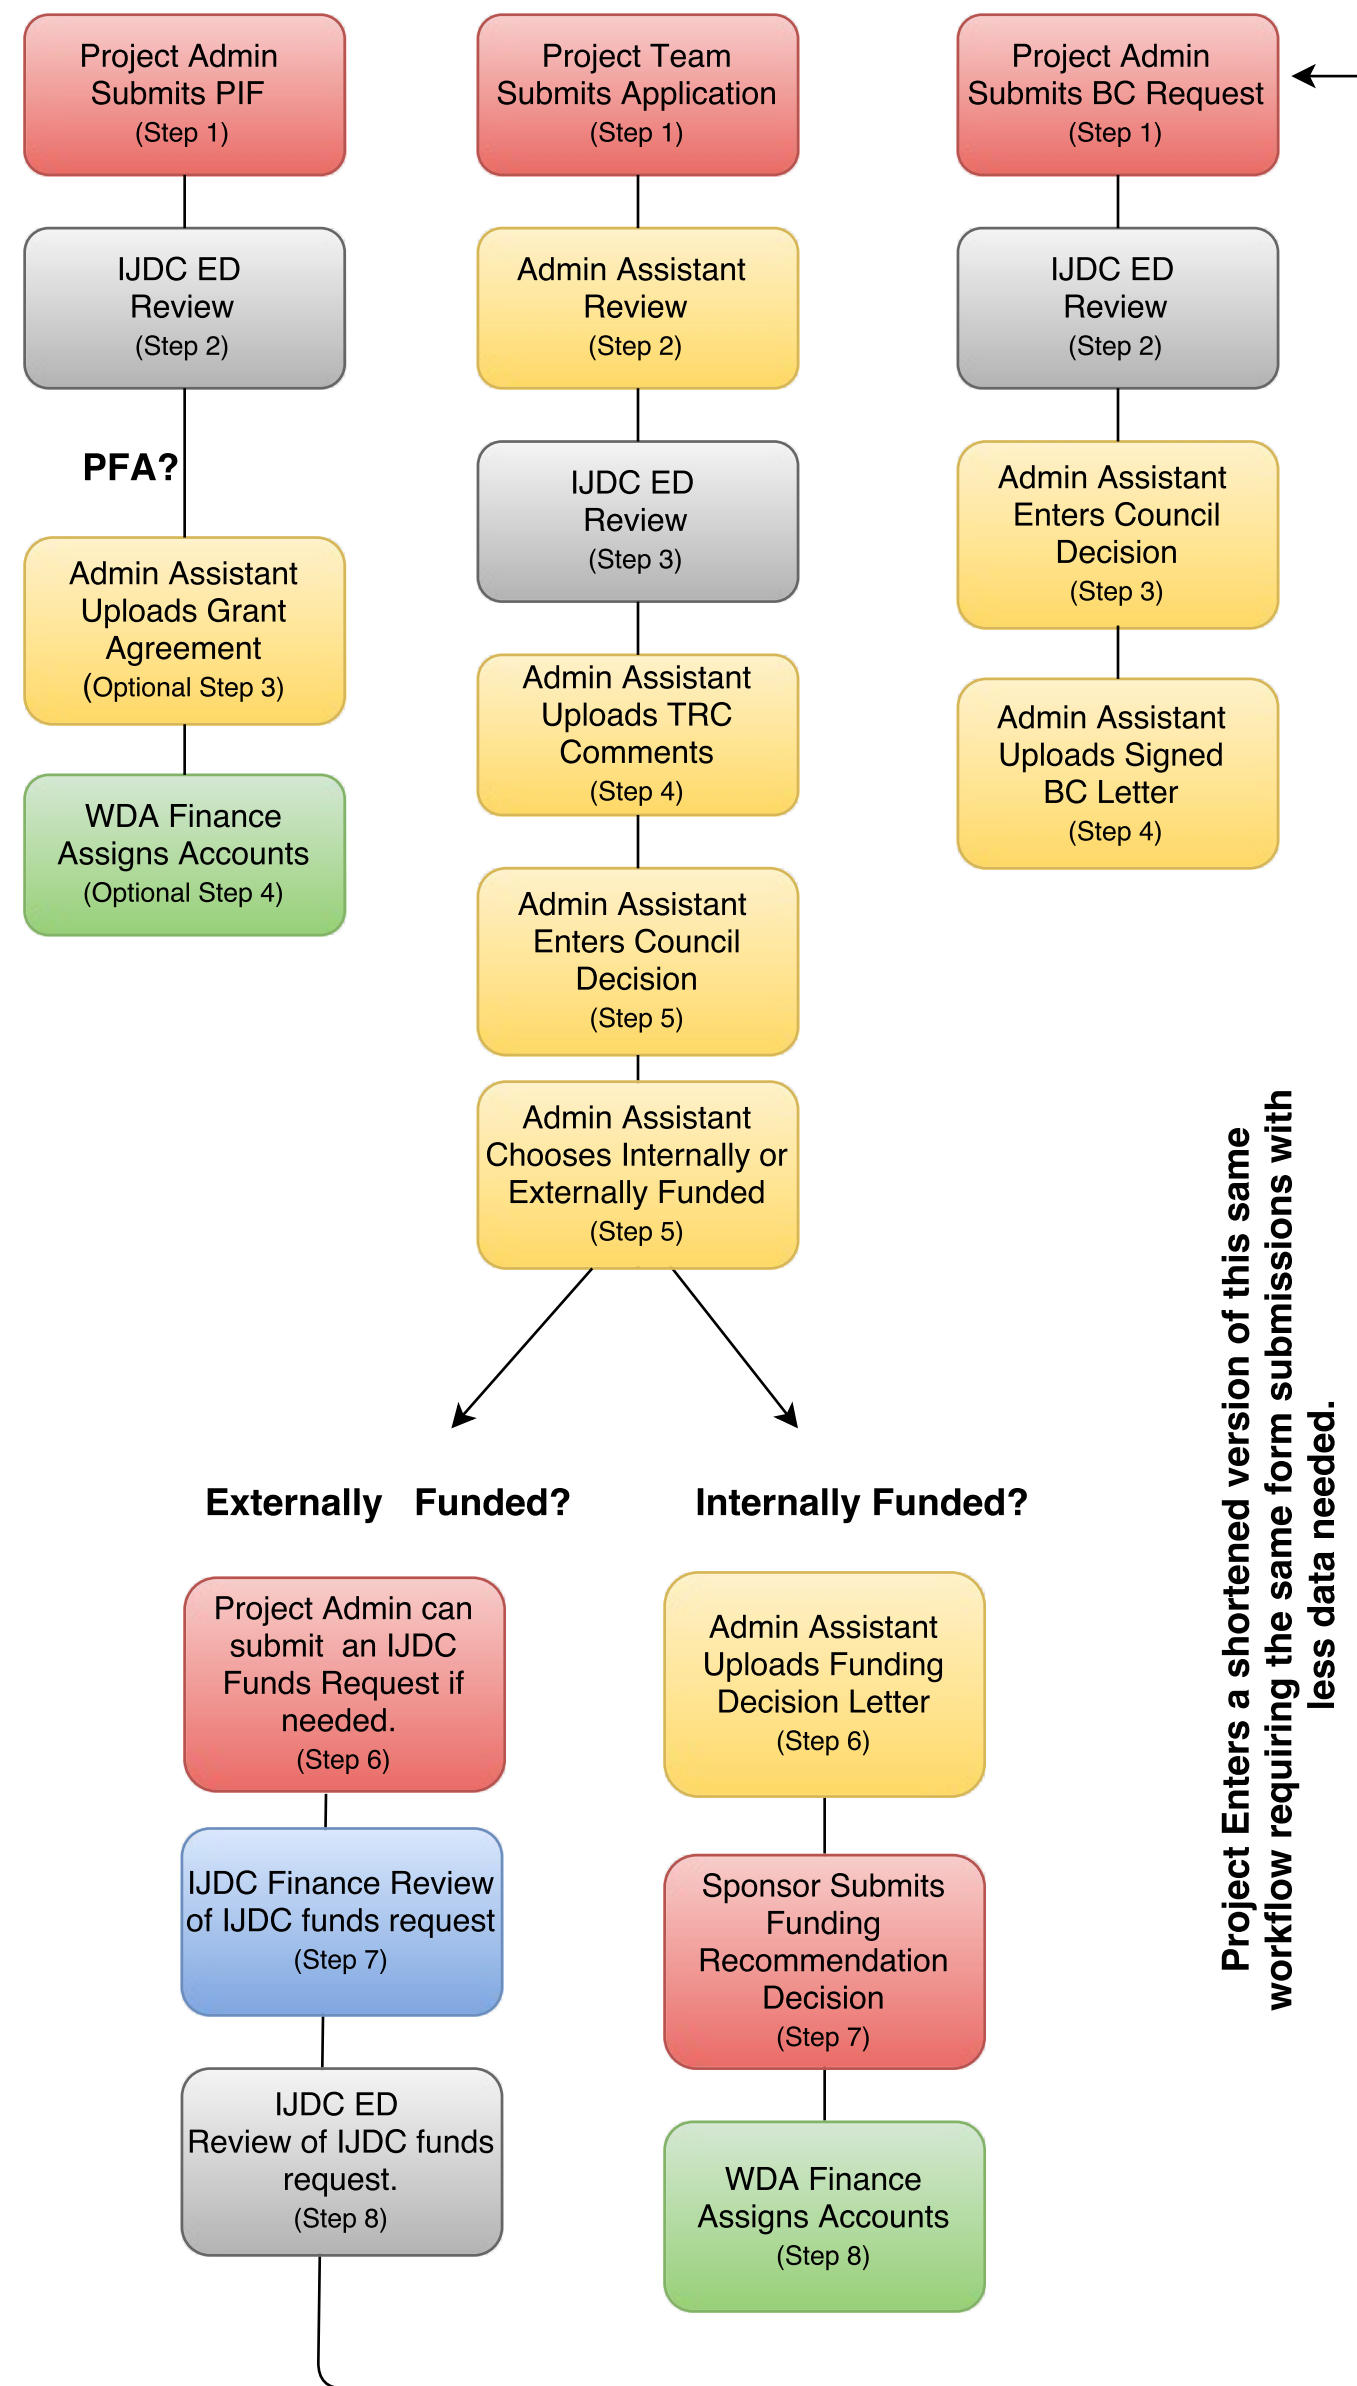 Project Admin
Submits PIF
(Step 1)
IJDC ED
Review
(Step 2)
PFA?
Admin Assistant
Uploads Grant
Agreement
(Optional Step 3)
WDA Finance
Assigns Accounts
(Optional Step 4)
Project Team
Submits Application
(Step 1)
Admin Assistant
Review
(Step 2)
IJDC ED
Review
(Step 3)
Admin Assistant
Uploads TRC
Comments
(Step 4)
Admin Assistant
Enters Council
Decision
(Step 5)
Admin Assistant
Chooses Internally or
Externally Funded
(Step 5)
Externally Funded?
Project Admin can
submit an IJDC
Funds Request if
needed.
(Step 6)
IJDC Finance Review
of IJDC funds request
(Step 7)
IJDC ED
Review of IJDC funds
request.
(Step 8)
Internally Funded?
Admin Assistant
Uploads Funding
Decision Letter
(Step 6)
Sponsor Submits
Funding
Recommendation
Decision
(Step 7)
WDA Finance
Assigns Accounts
(Step 8)
Project Admin
Submits BC Request
(Step 1)
IJDC ED
Review
(Step 2)
Admin Assistant
Enters Council
Decision
(Step 3)
Admin Assistant
Uploads Signed
BC Letter
(Step 4)
Project Enters a shortened version of this same
workflow requiring the same form submissions with
less data needed.